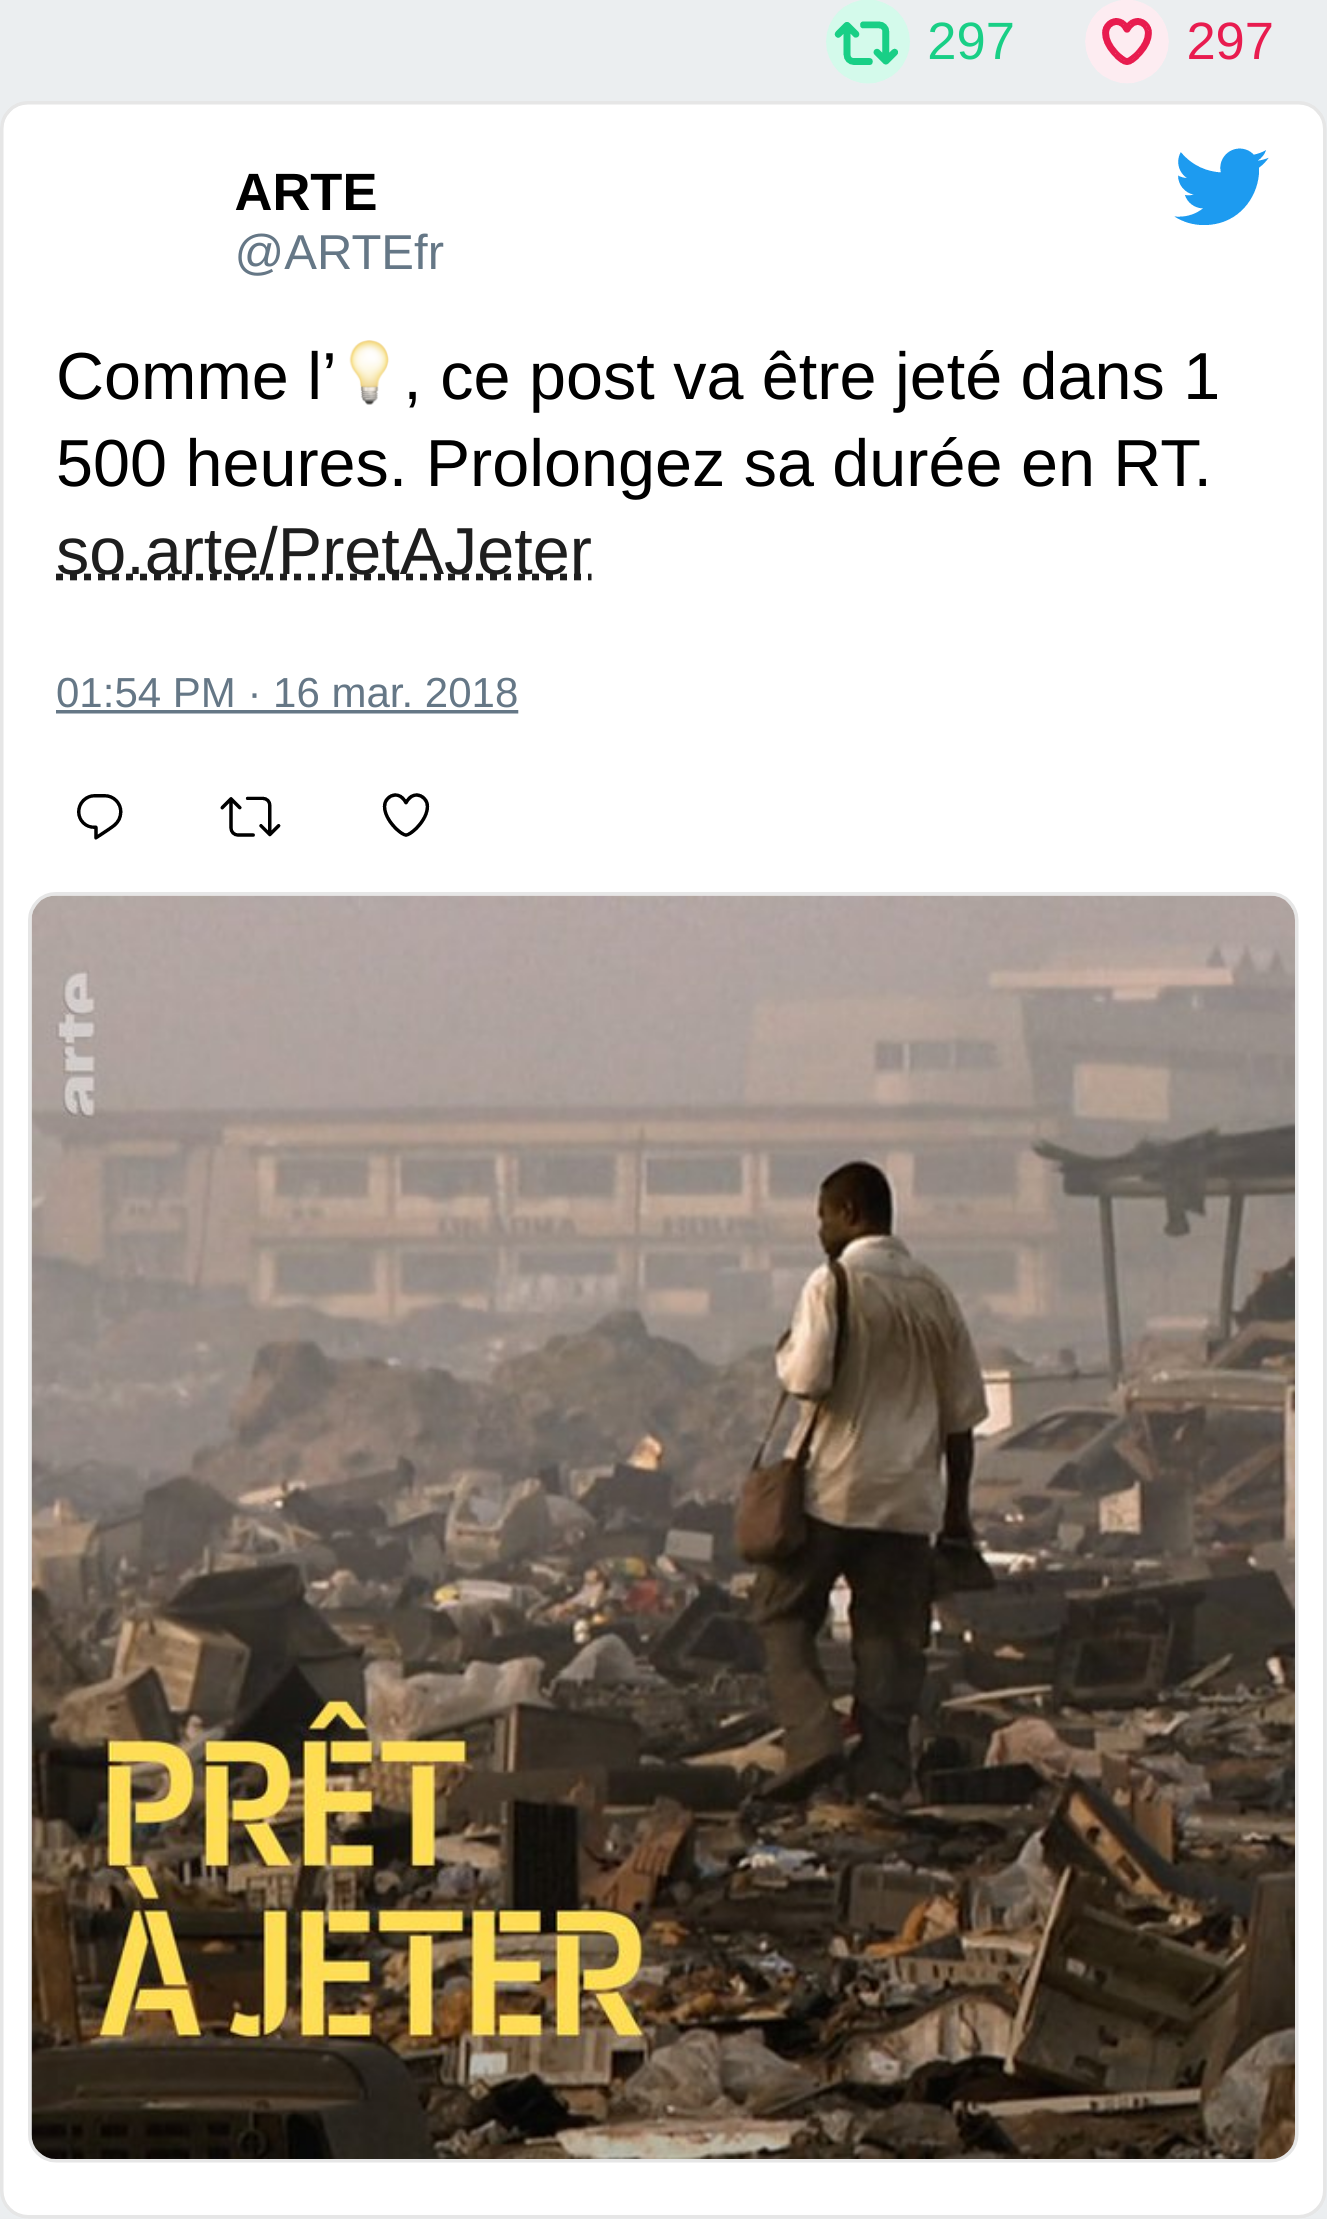 297 297
ARTE
@ARTEfr
Comme l’💡, ce post va être jeté dans 1
500 heures. Prolongez sa durée en RT.
so.arte/PretAJeter
01:54 PM · 16 mar. 2018
arte
PRÊT
À JETER